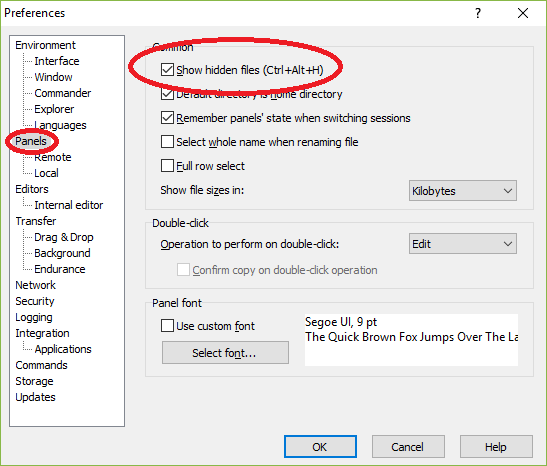 Preferences
Environment
Interface
Window
Commander
Explorer
Languages
Panels
Remote
Local
Editors
Internal editor
Transfer
Drag & Drop
Background
Endurance
Network
Security
Logging
Integration
Applications
Commands
Storage
Updates
Common
Show hidden files (Ctrl+Alt+H)
Default directory is home directory
Remember panels' state when switching sessions
Select whole name when renaming file
Full row select
Show file sizes in: Kilobytes
Double-click
Operation to perform on double-click: Edit
Confirm copy on double-click operation
Panel font
Use custom font
Select font...
Segoe UI, 9 pt
The Quick Brown Fox Jumps Over The La
OK Cancel Help